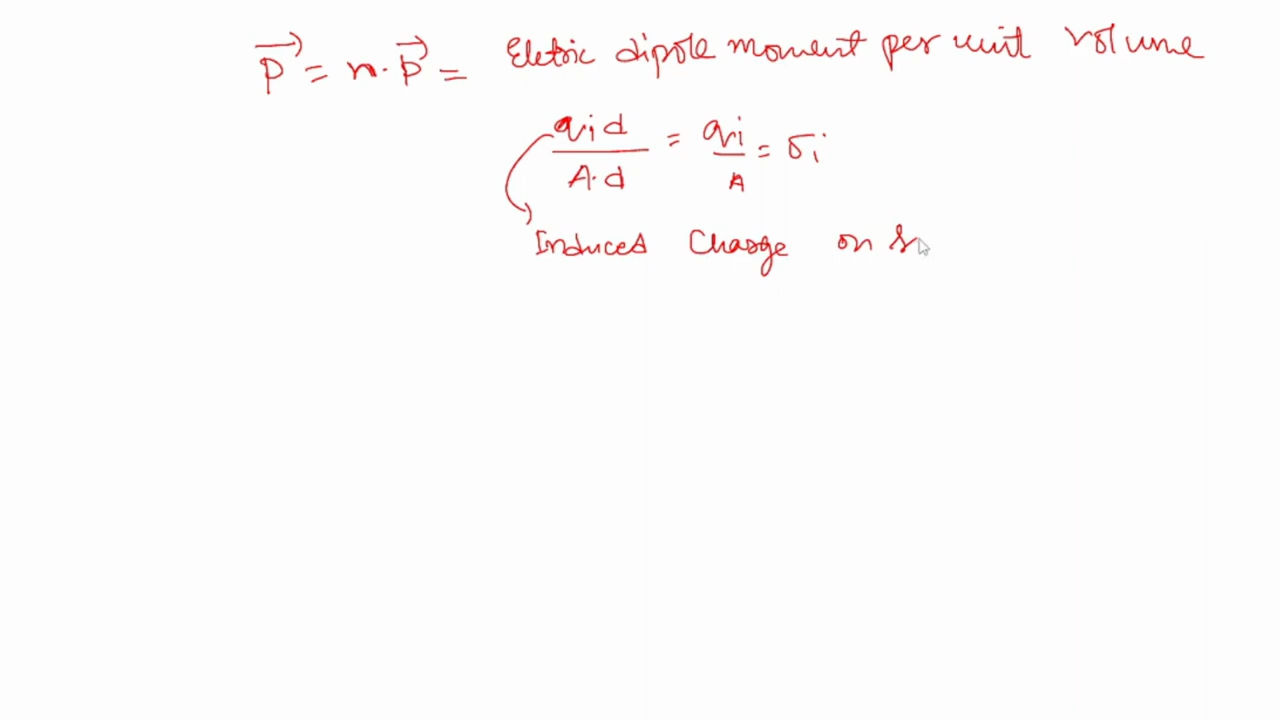 P⃗ = n. p⃗ = Eletric dipole moment per unit volume
qi d / A.d = qi / A = σi
Induced Charge on S